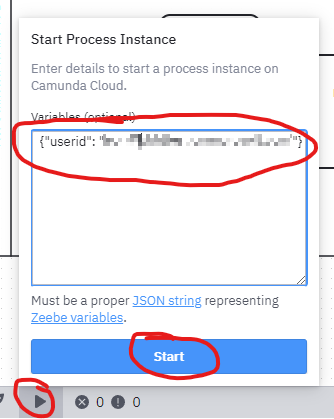 Start Process Instance
Enter details to start a process instance on
Camunda Cloud.
Variables (optional)
{"userid": "
"}
Must be a proper JSON string representing
Zeebe variables.
Start
0 0